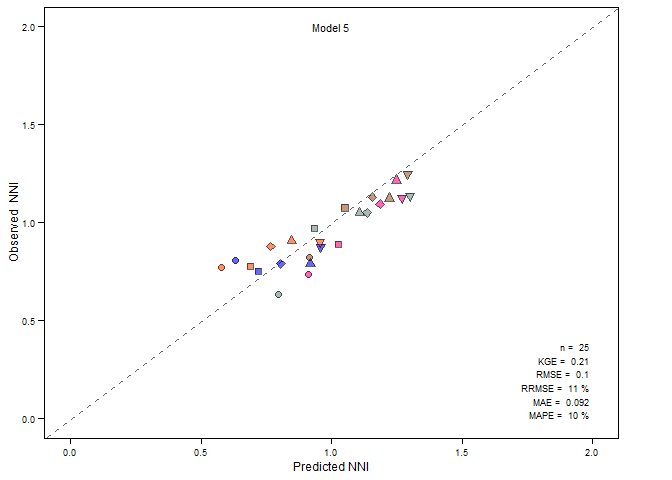 Model 5
2.0
1.5
1.0
0.5
0.0
Observed NNI
n = 25
KGE = 0.21
RMSE = 0.1
RRMSE = 11 %
MAE = 0.092
MAPE = 10 %
0.0 0.5 1.0 1.5 2.0
Predicted NNI